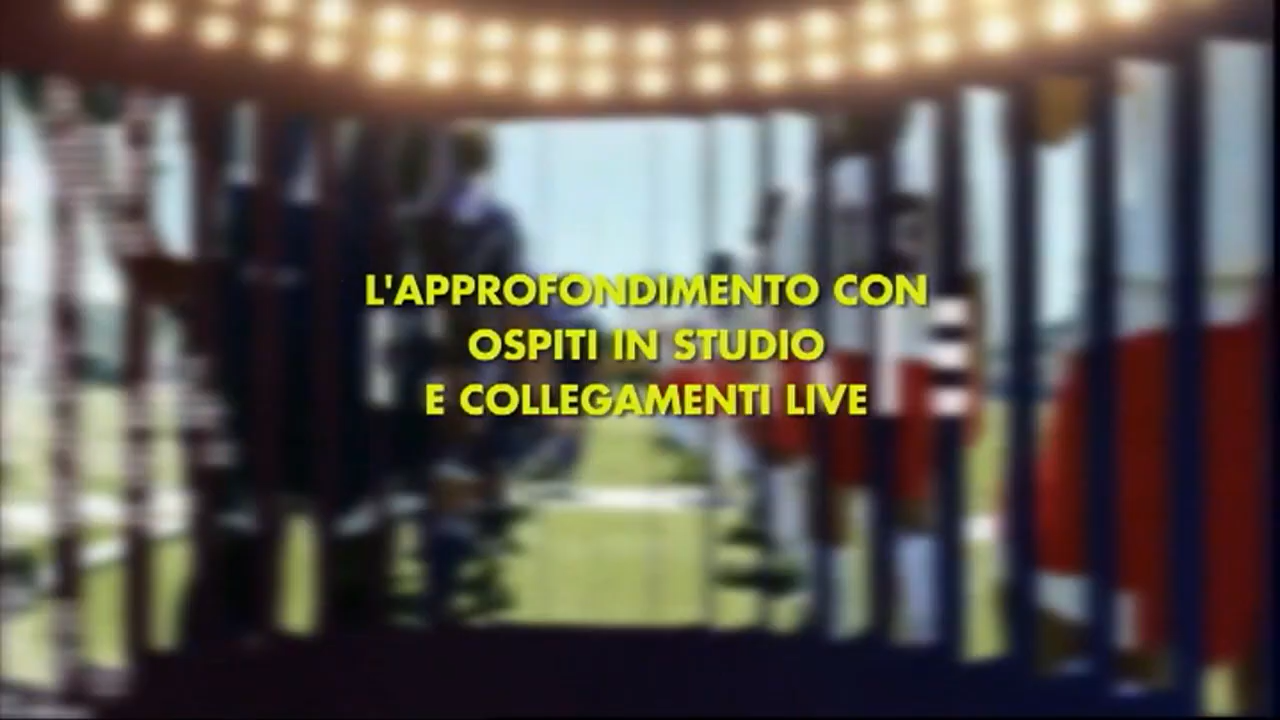 L'APPROFONDIMENTO CON
OSPITI IN STUDIO
E COLLEGAMENTI LIVE